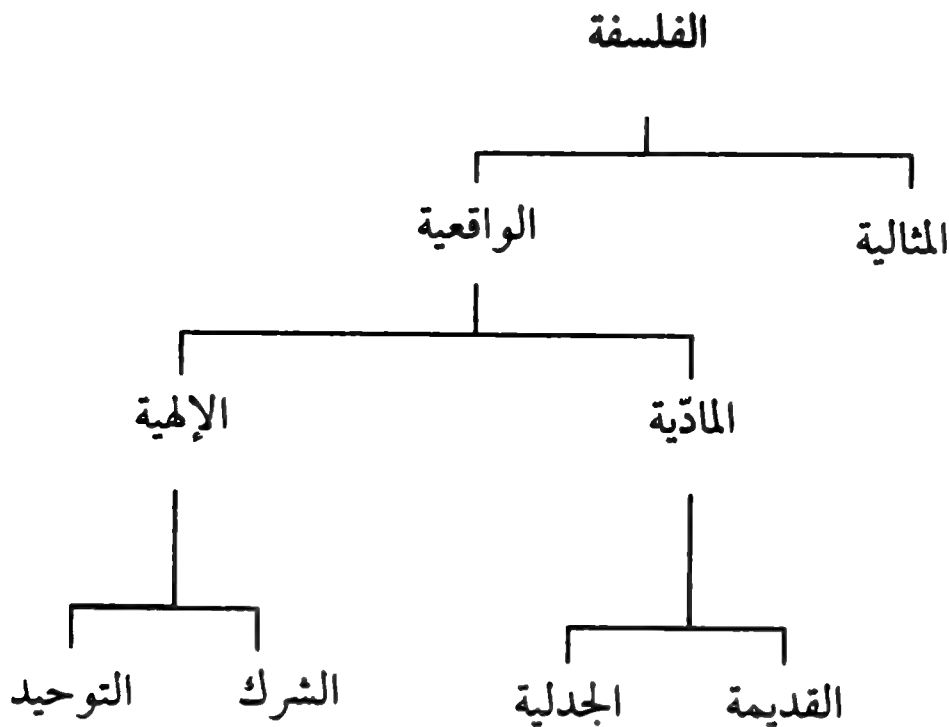 الفلسفة
المثالية الواقعية
المادّية الإلهية
القديمة الجدلية الشرك التوحيد